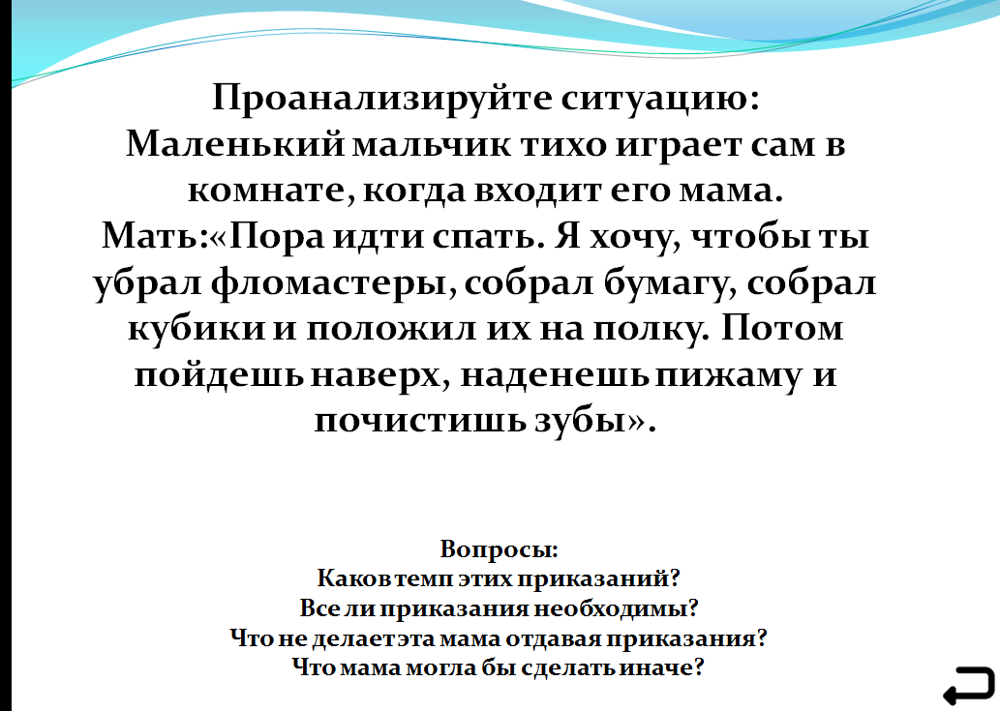 Проанализируйте ситуацию:
Маленький мальчик тихо играет сам в
комнате, когда входит его мама.
Мать:«Пора идти спать. Я хочу, чтобы ты
убрал фломастеры, собрал бумагу, собрал
кубики и положил их на полку. Потом
пойдешь наверх, наденешь пижаму и
почистишь зубы».
Вопросы:
Каков темп этих приказаний?
Все ли приказания необходимы?
Что не делает эта мама отдавая приказания?
Что мама могла бы сделать иначе?